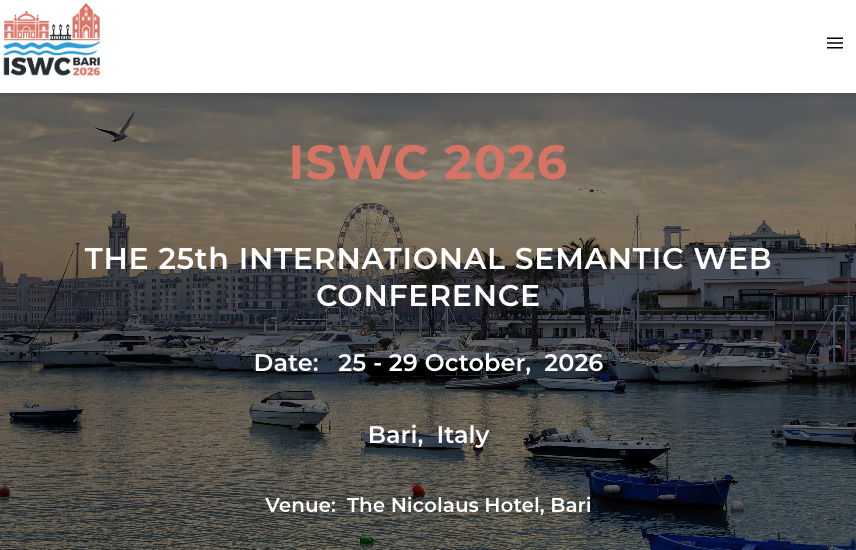 ISWC BARI
2026
ISWC 2026
THE 25th INTERNATIONAL SEMANTIC WEB
CONFERENCE
Date: 25 - 29 October, 2026
Bari, Italy
Venue: The Nicolaus Hotel, Bari